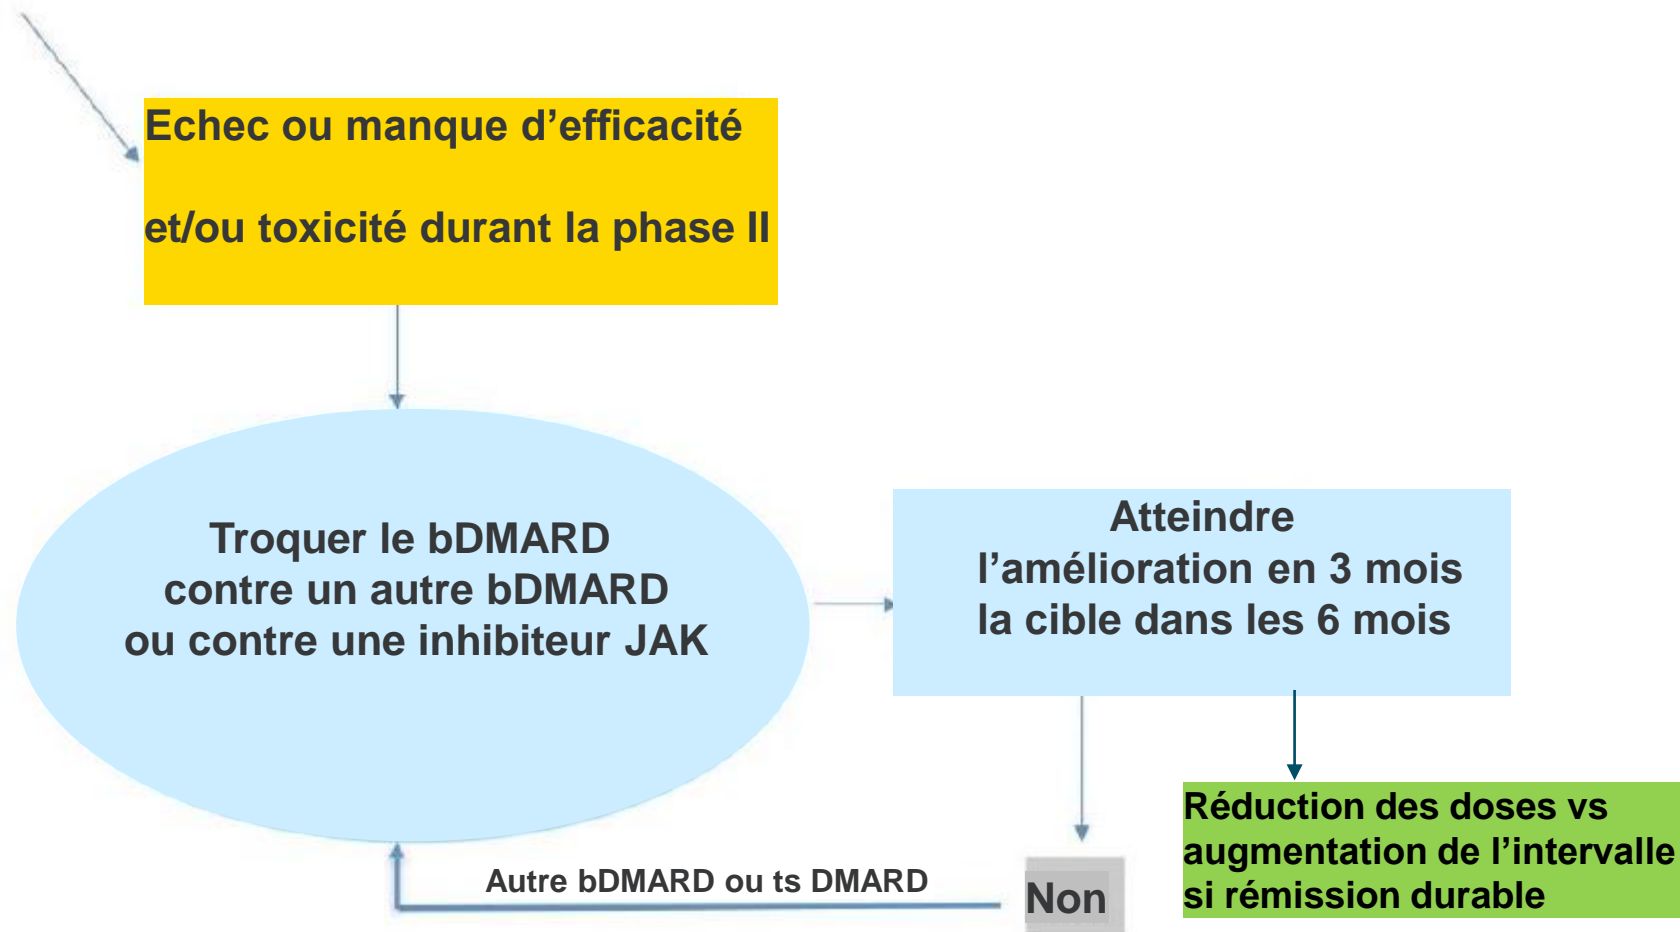 Echec ou manque d’efficacité
et/ou toxicité durant la phase II
Troquer le bDMARD
contre un autre bDMARD
ou contre une inhibiteur JAK
Atteindre
l’amélioration en 3 mois
la cible dans les 6 mois
Réduction des doses vs
augmentation de l’intervalle
si rémission durable
Autre bDMARD ou ts DMARD
Non